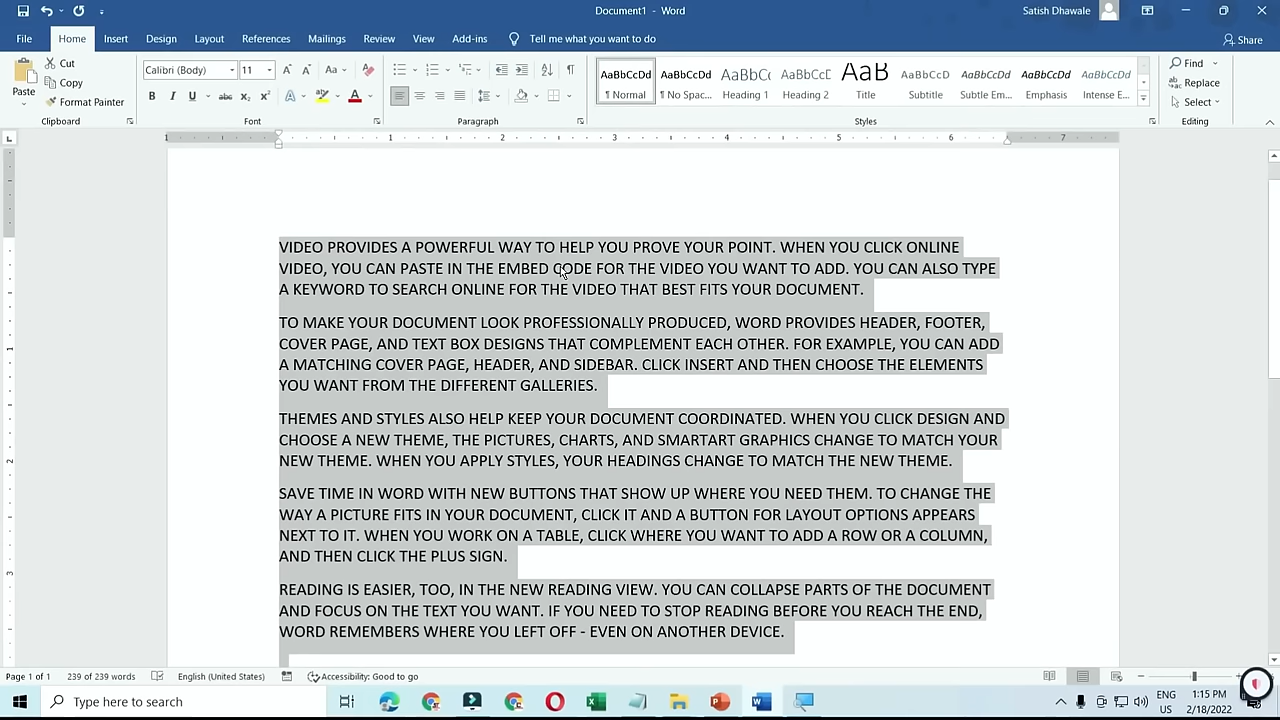 Document1 - Word
Satish Dhawale
File Home Insert Design Layout References Mailings Review View Add-ins Tell me what you want to do Share
Paste
Cut
Copy
Format Painter
Clipboard
Calibri (Body) 11
B I U abc x2 x2
Font
Paragraph
AaBbCcDd AaBbCcDd AaBbC( AaBbCcE AaB AaBbCcD AaBbCcDd AaBbCcDd AaBbCcDd
¶ Normal ¶ No Spac... Heading 1 Heading 2 Title Subtitle Subtle Em... Emphasis Intense E...
Styles
Find
Replace
Select
Editing
1 1 2 3 4 5 6 7
VIDEO PROVIDES A POWERFUL WAY TO HELP YOU PROVE YOUR POINT. WHEN YOU CLICK ONLINE
VIDEO, YOU CAN PASTE IN THE EMBED CODE FOR THE VIDEO YOU WANT TO ADD. YOU CAN ALSO TYPE
A KEYWORD TO SEARCH ONLINE FOR THE VIDEO THAT BEST FITS YOUR DOCUMENT.
TO MAKE YOUR DOCUMENT LOOK PROFESSIONALLY PRODUCED, WORD PROVIDES HEADER, FOOTER,
COVER PAGE, AND TEXT BOX DESIGNS THAT COMPLEMENT EACH OTHER. FOR EXAMPLE, YOU CAN ADD
A MATCHING COVER PAGE, HEADER, AND SIDEBAR. CLICK INSERT AND THEN CHOOSE THE ELEMENTS
YOU WANT FROM THE DIFFERENT GALLERIES.
THEMES AND STYLES ALSO HELP KEEP YOUR DOCUMENT COORDINATED. WHEN YOU CLICK DESIGN AND
CHOOSE A NEW THEME, THE PICTURES, CHARTS, AND SMARTART GRAPHICS CHANGE TO MATCH YOUR
NEW THEME. WHEN YOU APPLY STYLES, YOUR HEADINGS CHANGE TO MATCH THE NEW THEME.
SAVE TIME IN WORD WITH NEW BUTTONS THAT SHOW UP WHERE YOU NEED THEM. TO CHANGE THE
WAY A PICTURE FITS IN YOUR DOCUMENT, CLICK IT AND A BUTTON FOR LAYOUT OPTIONS APPEARS
NEXT TO IT. WHEN YOU WORK ON A TABLE, CLICK WHERE YOU WANT TO ADD A ROW OR A COLUMN,
AND THEN CLICK THE PLUS SIGN.
READING IS EASIER, TOO, IN THE NEW READING VIEW. YOU CAN COLLAPSE PARTS OF THE DOCUMENT
AND FOCUS ON THE TEXT YOU WANT. IF YOU NEED TO STOP READING BEFORE YOU REACH THE END,
WORD REMEMBERS WHERE YOU LEFT OFF - EVEN ON ANOTHER DEVICE.
Page 1 of 1 239 of 239 words English (United States) Accessibility: Good to go
Type here to search
ENG
US
1:15 PM
2/18/2022